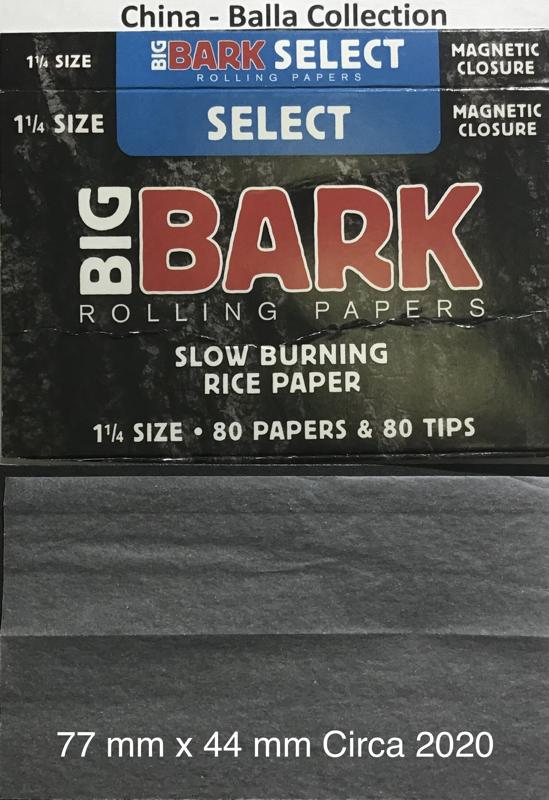 China - Balla Collection
1¼ SIZE
BIG BARK SELECT
ROLLING PAPERS
MAGNETIC
CLOSURE
1¼ SIZE
SELECT
MAGNETIC
CLOSURE
BIG BARK
ROLLING PAPERS
SLOW BURNING
RICE PAPER
1¼ SIZE • 80 PAPERS & 80 TIPS
77 mm x 44 mm Circa 2020